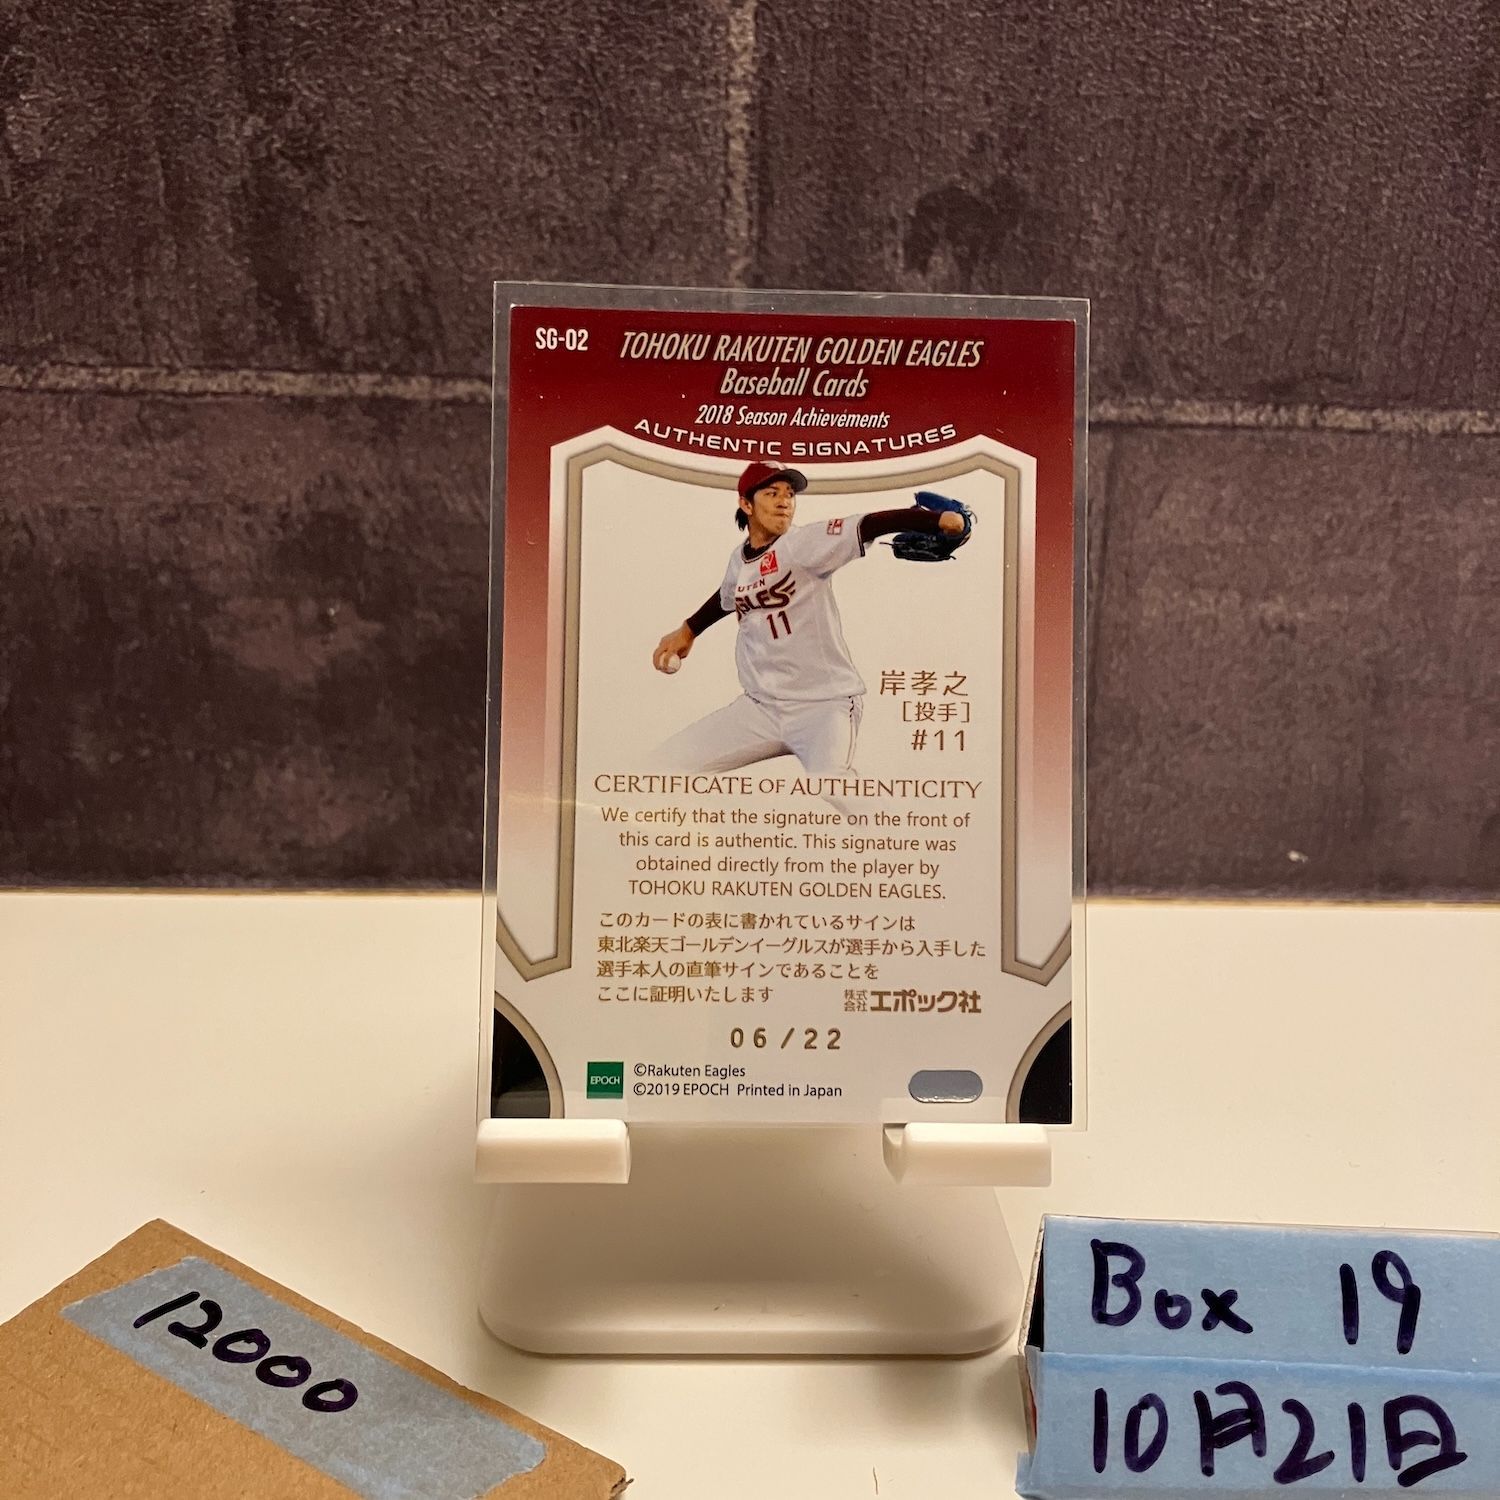 SG-02
TOHOKU RAKUTEN GOLDEN EAGLES
Baseball Cards
2018 Season Achievements
AUTHENTIC SIGNATURES
UTEN
GLES
11
岸孝之
[投手]
#11
CERTIFICATE OF AUTHENTICITY
We certify that the signature on the front of
this card is authentic. This signature was
obtained directly from the player by
TOHOKU RAKUTEN GOLDEN EAGLES.
このカードの表に書かれているサインは
東北楽天ゴールデンイーグルスが選手から入手した
選手本人の直筆サインであることを
ここに証明いたします
株式会社エポック社
06/22
EPOCH
©Rakuten Eagles
©2019 EPOCH Printed in Japan
12000
Box 19
10月21日